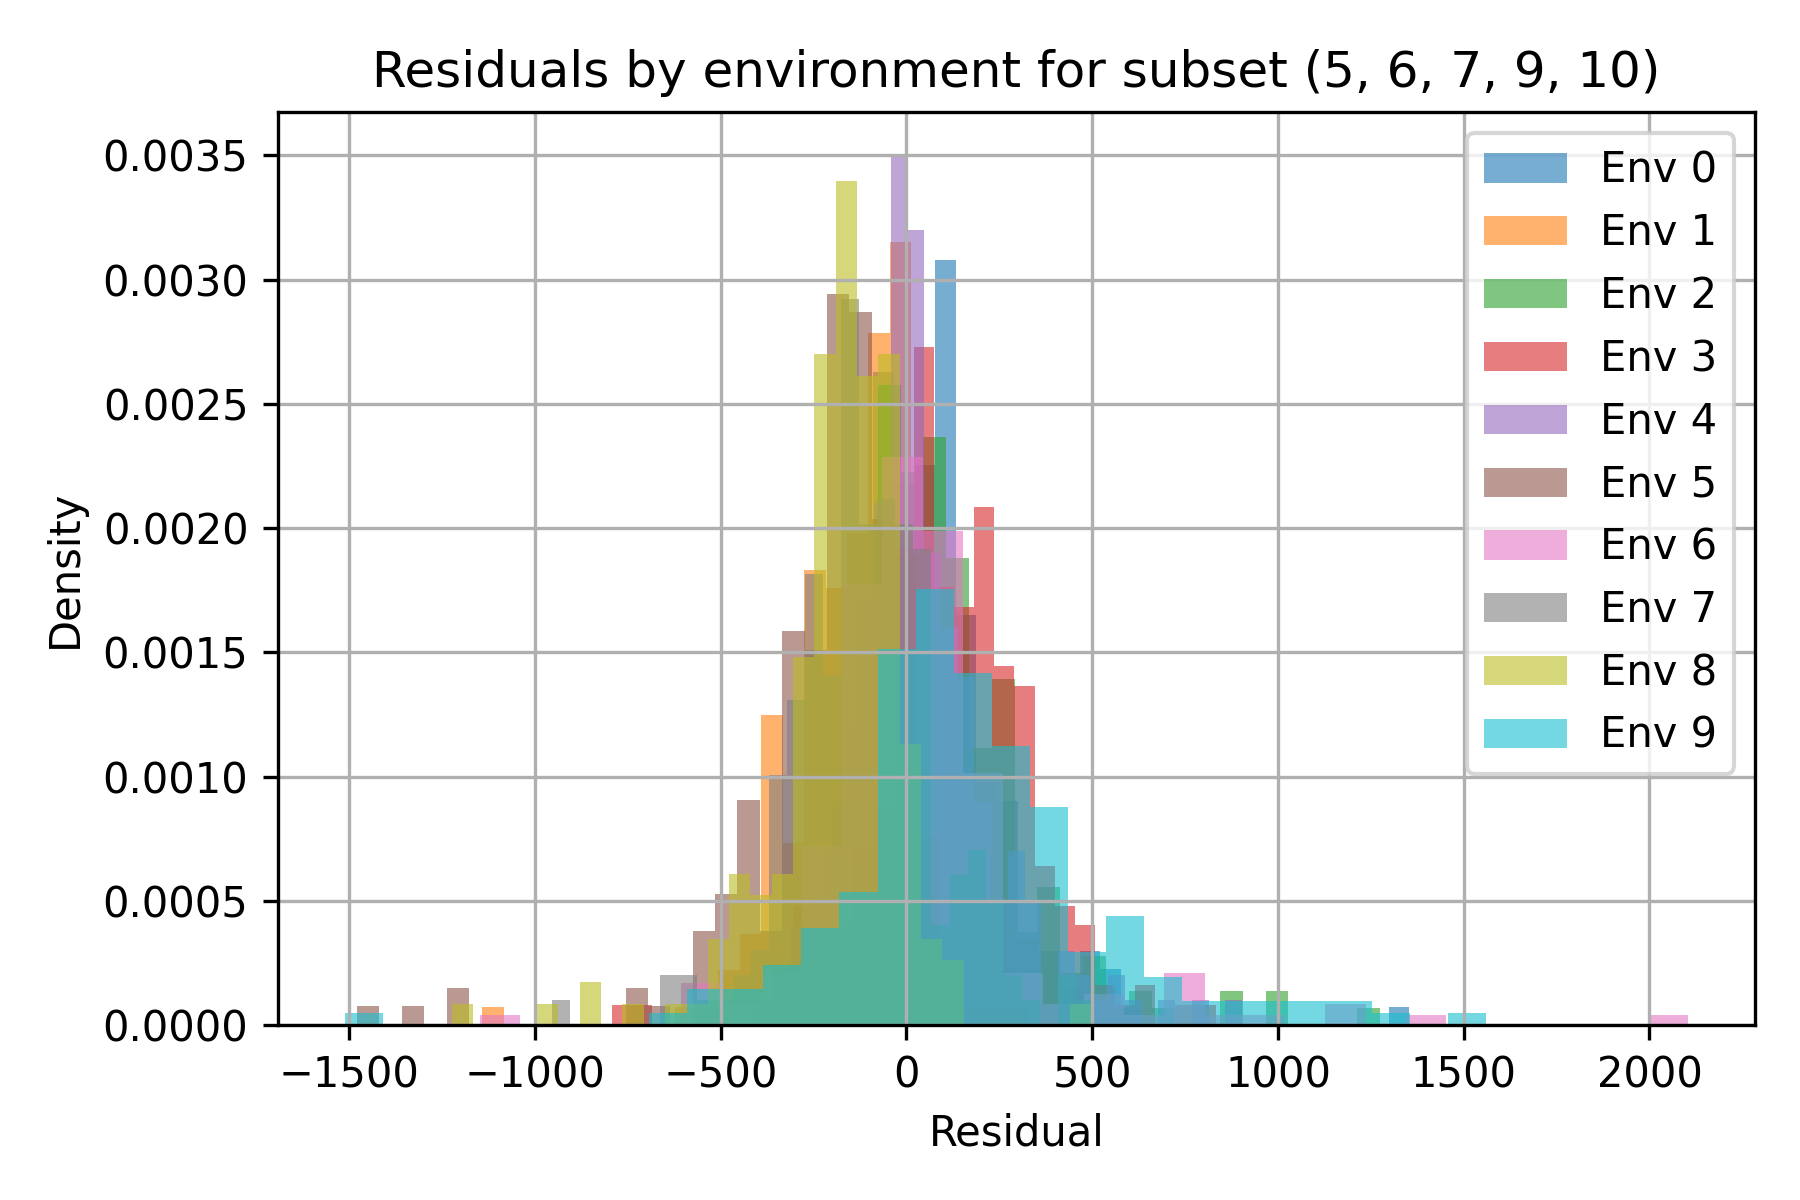 Residuals by environment for subset (5, 6, 7, 9, 10)
0.0035
0.0030
0.0025
0.0020
0.0015
0.0010
0.0005
0.0000
Density
Env 0
Env 1
Env 2
Env 3
Env 4
Env 5
Env 6
Env 7
Env 8
Env 9
−1500 −1000 −500 0 500 1000 1500 2000
Residual